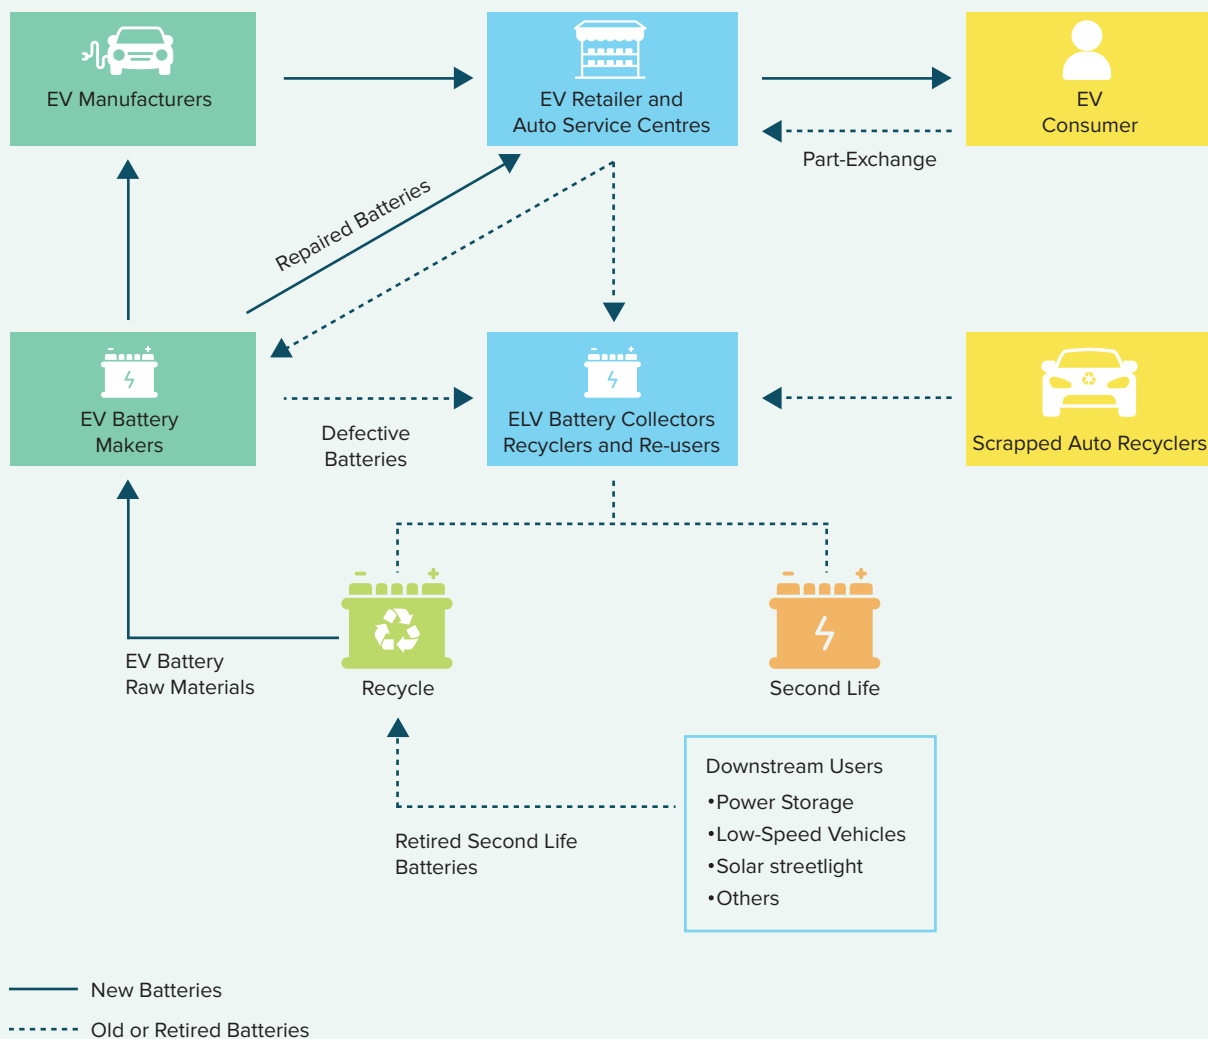 EV Manufacturers
EV Retailer and
Auto Service Centres
EV
Consumer
Part-Exchange
Repaired Batteries
EV Battery
Makers
Defective
Batteries
ELV Battery Collectors
Recyclers and Re-users
Scrapped Auto Recyclers
EV Battery
Raw Materials
Recycle
Second Life
Retired Second Life
Batteries
Downstream Users
•Power Storage
•Low-Speed Vehicles
•Solar streetlight
•Others
New Batteries
Old or Retired Batteries